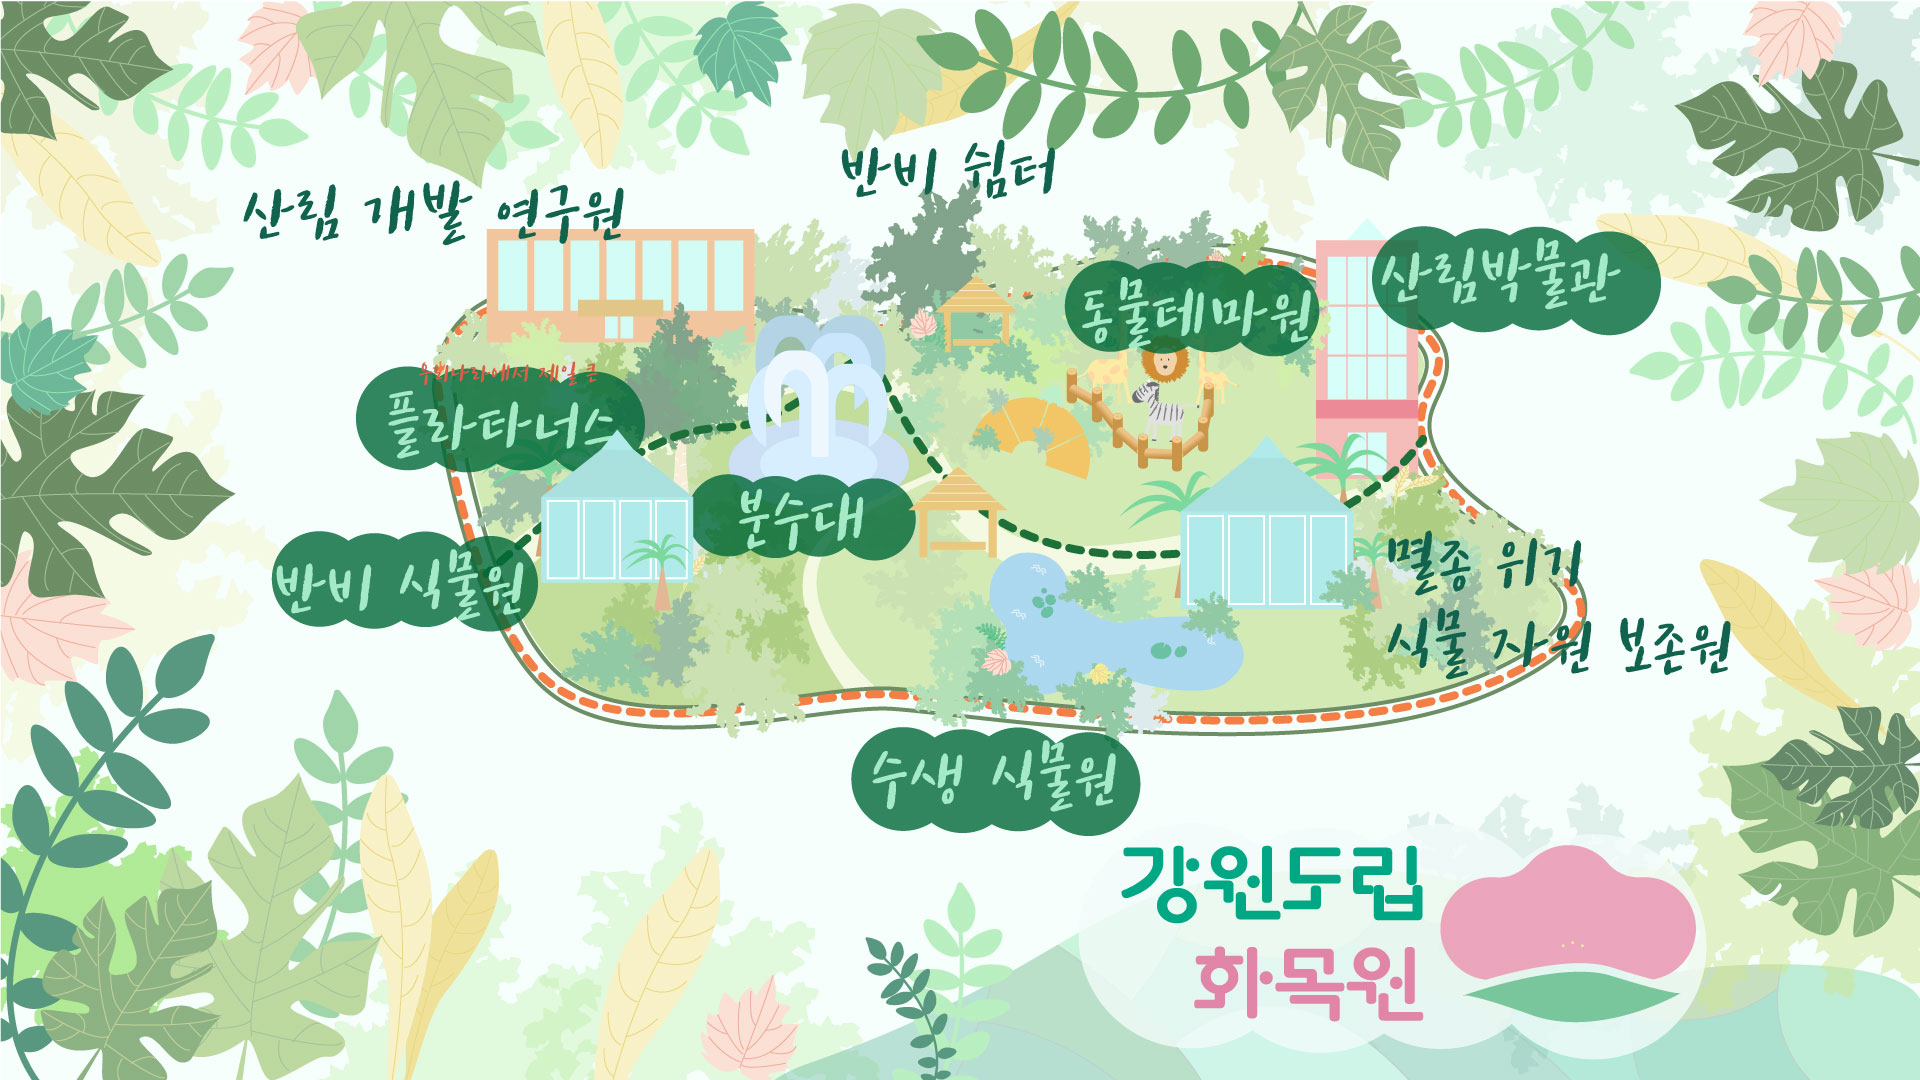 반비 쉼터
산림 개발 연구원
산림박물관
동물테마원
우리나라에서 제일 큰
플라타너스
분수대
반비 식물원
멸종 위기
식물 자원 보존원
수생 식물원
강원도립
화목원